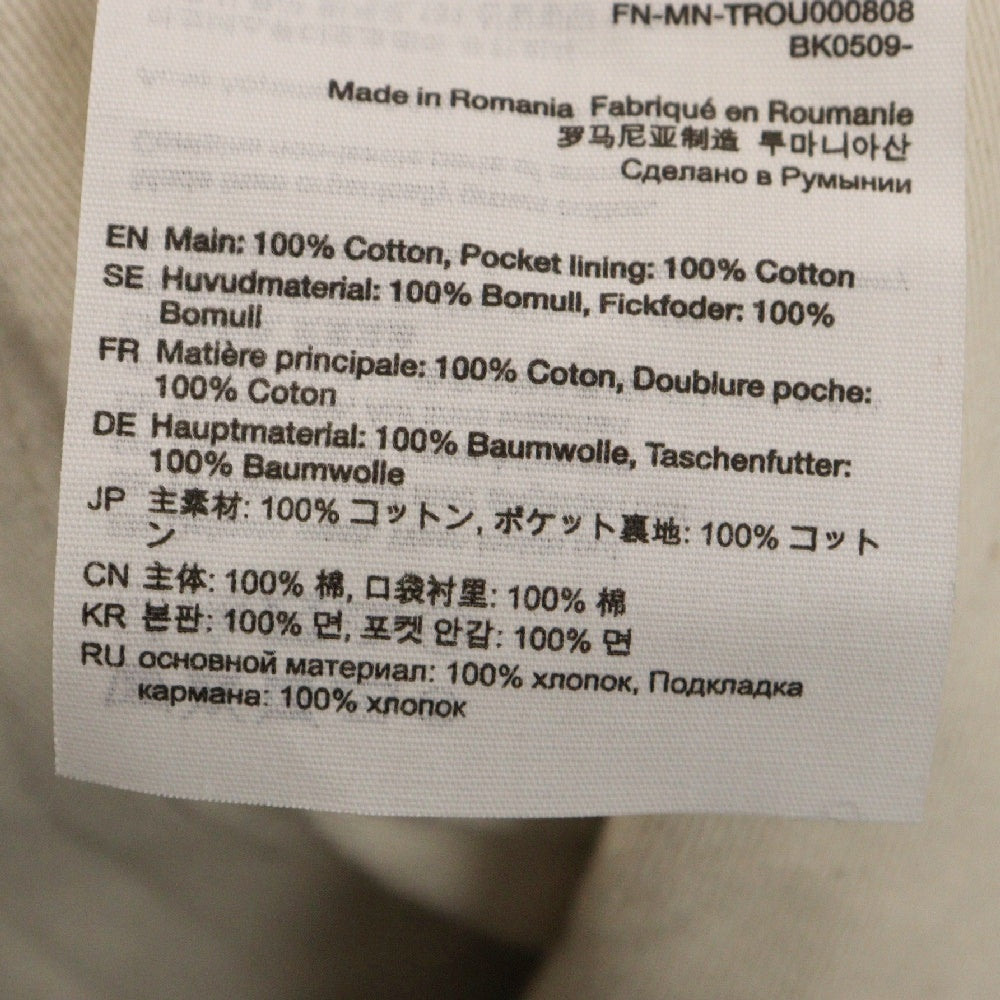 FN-MN-TROU000808
BK0509-
Made in Romania Fabriqué en Roumanie
罗马尼亚制造 루마니아산
Сделано в Румынии
EN Main: 100% Cotton, Pocket lining: 100% Cotton
SE Huvudmaterial: 100% Bomull, Fickfoder: 100%
Bomull
FR Matière principale: 100% Coton, Doublure poche:
100% Coton
DE Hauptmaterial: 100% Baumwolle, Taschenfutter:
100% Baumwolle
JP 主素材: 100% コットン, ポケット裏地: 100% コット
ン
CN 主体: 100% 棉, 口袋衬里: 100% 棉
KR 본판: 100% 면, 포켓 안감: 100% 면
RU основной материал: 100% хлопок, Подкладка
кармана: 100% хлопок